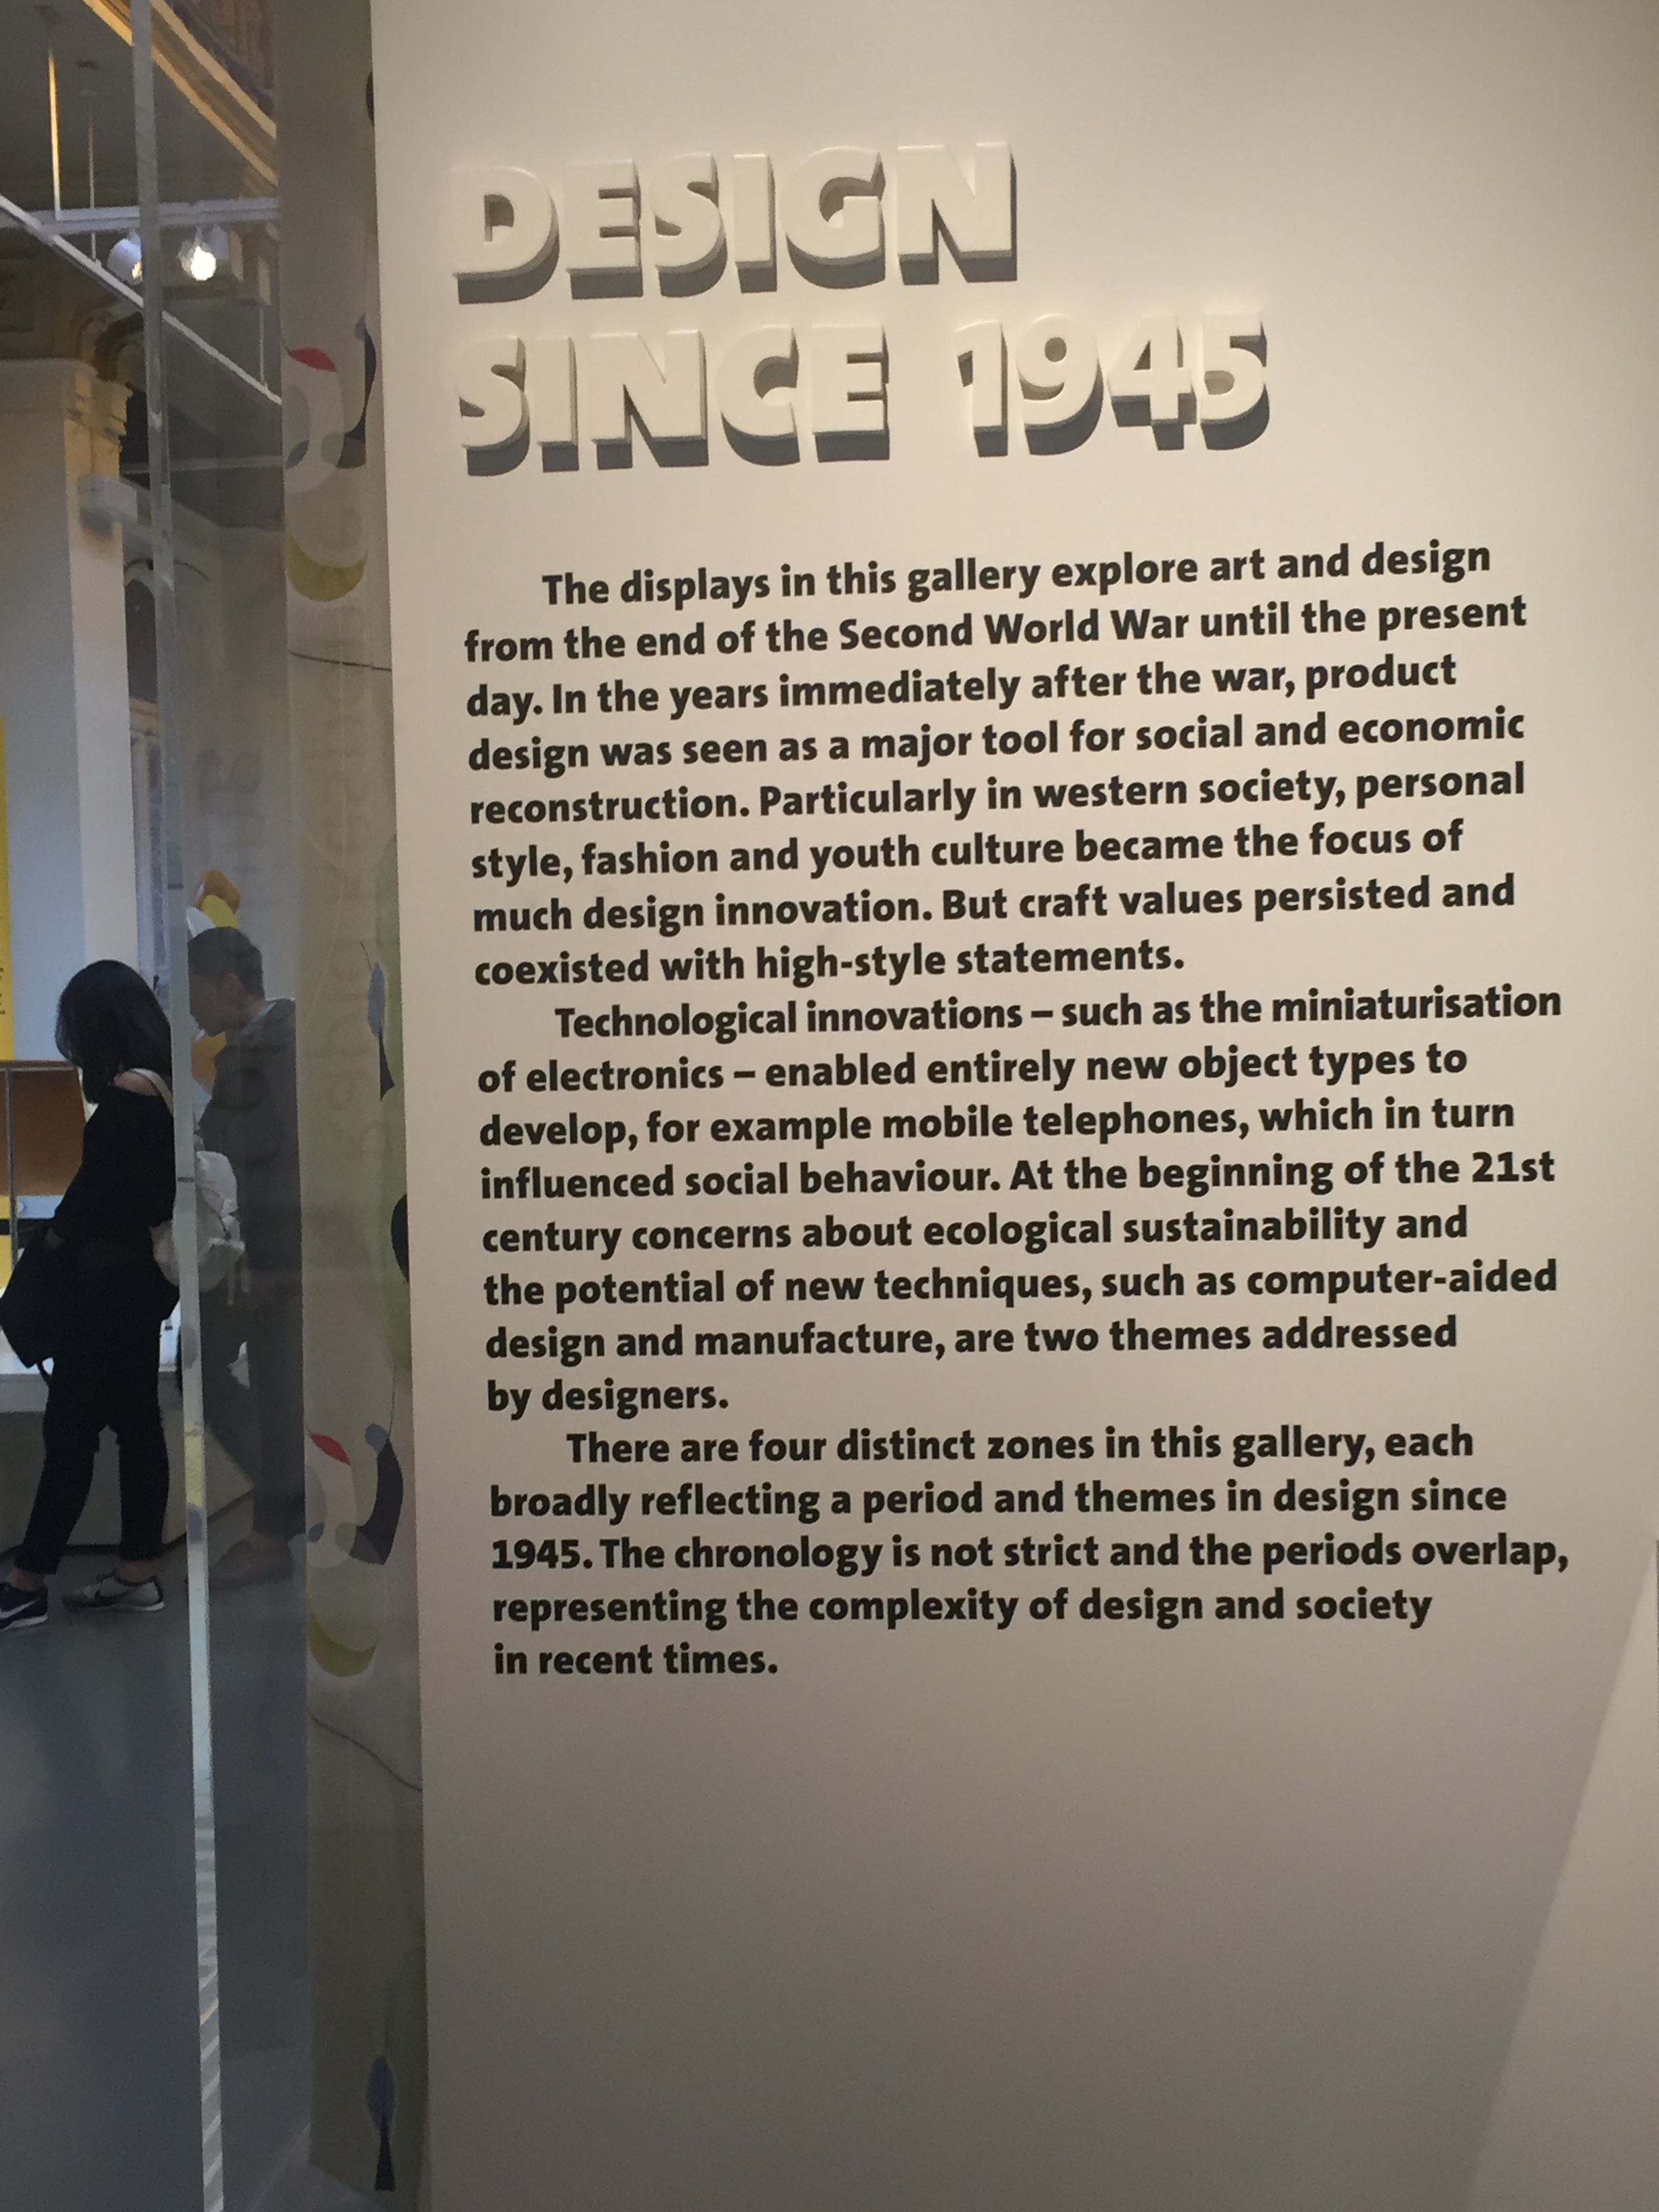 DESIGN
SINCE 1945
The displays in this gallery explore art and design
from the end of the Second World War until the present
day. In the years immediately after the war, product
design was seen as a major tool for social and economic
reconstruction. Particularly in western society, personal
style, fashion and youth culture became the focus of
much design innovation. But craft values persisted and
coexisted with high-style statements.
Technological innovations – such as the miniaturisation
of electronics – enabled entirely new object types to
develop, for example mobile telephones, which in turn
influenced social behaviour. At the beginning of the 21st
century concerns about ecological sustainability and
the potential of new techniques, such as computer-aided
design and manufacture, are two themes addressed
by designers.
There are four distinct zones in this gallery, each
broadly reflecting a period and themes in design since
1945. The chronology is not strict and the periods overlap,
representing the complexity of design and society
in recent times.